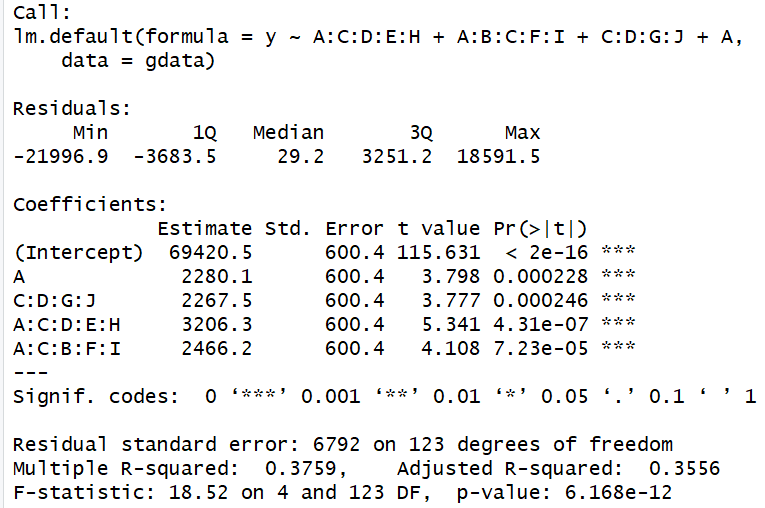 Call:
lm.default(formula = y ~ A:C:D:E:H + A:B:C:F:I + C:D:G:J + A,
    data = gdata)

Residuals:
     Min       1Q   Median       3Q      Max
-21996.9  -3683.5     29.2   3251.2  18591.5

Coefficients:
            Estimate Std. Error t value Pr(>|t|)
(Intercept)  69420.5      600.4 115.631  < 2e-16 ***
A             2280.1      600.4   3.798 0.000228 ***
C:D:G:J       2267.5      600.4   3.777 0.000246 ***
A:C:D:E:H     3206.3      600.4   5.341 4.31e-07 ***
A:C:B:F:I     2466.2      600.4   4.108 7.23e-05 ***
---
Signif. codes:  0 ‘***’ 0.001 ‘**’ 0.01 ‘*’ 0.05 ‘.’ 0.1 ‘ ’ 1

Residual standard error: 6792 on 123 degrees of freedom
Multiple R-squared:  0.3759,    Adjusted R-squared:  0.3556
F-statistic: 18.52 on 4 and 123 DF,  p-value: 6.168e-12